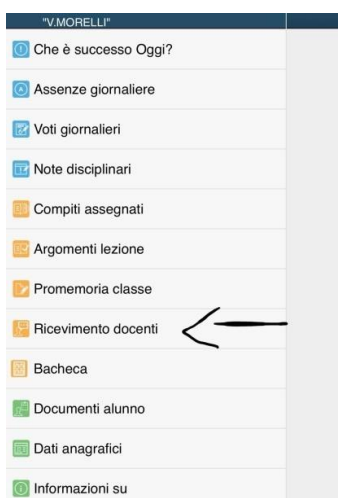 "V.MORELLI"
Che è successo Oggi?
Assenze giornaliere
Voti giornalieri
Note disciplinari
Compiti assegnati
Argomenti lezione
Promemoria classe
Ricevimento docenti
Bacheca
Documenti alunno
Dati anagrafici
Informazioni su